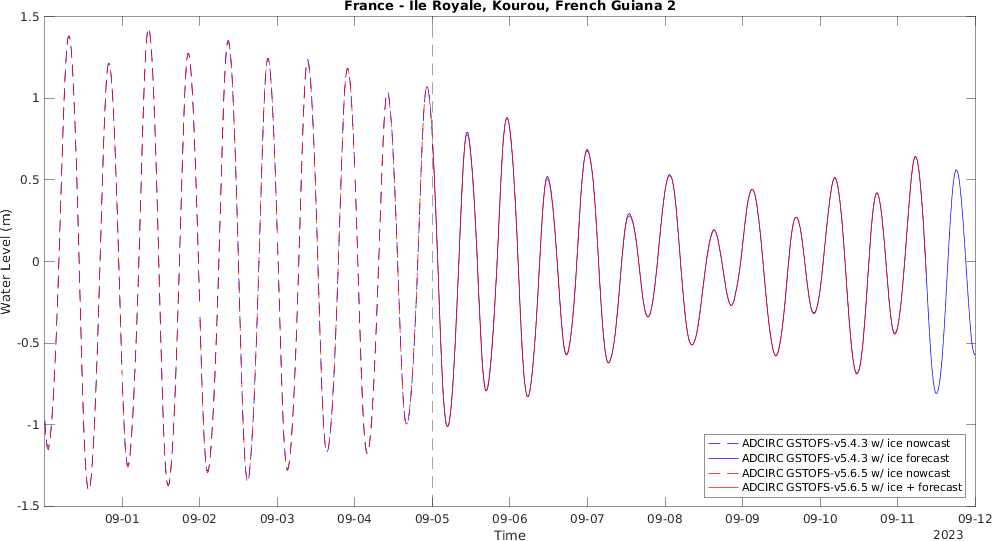 France - Ile Royale, Kourou, French Guiana 2
1.5
1
0.5
0
-0.5
-1
-1.5
Water Level (m)
09-01
09-02
09-03
09-04
09-05
09-06
09-07
09-08
09-09
09-10
09-11
09-12
Time
2023
ADCIRC GSTOFS-v5.4.3 w/ ice nowcast
ADCIRC GSTOFS-v5.4.3 w/ ice forecast
ADCIRC GSTOFS-v5.6.5 w/ ice nowcast
ADCIRC GSTOFS-v5.6.5 w/ ice + forecast